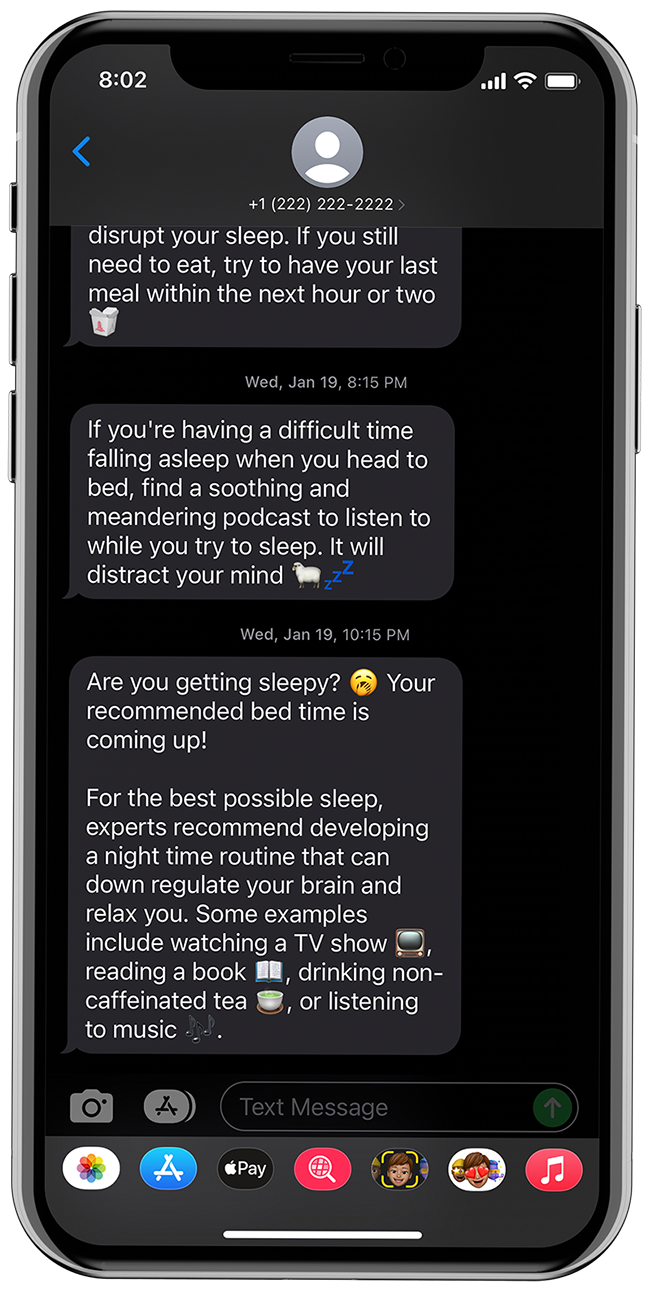 8:02
+1 (222) 222-2222
disrupt your sleep. If you still
need to eat, try to have your last
meal within the next hour or two
🥡
Wed, Jan 19, 8:15 PM
If you're having a difficult time
falling asleep when you head to
bed, find a soothing and
meandering podcast to listen to
while you try to sleep. It will
distract your mind 🐑💤
Wed, Jan 19, 10:15 PM
Are you getting sleepy? 🥱 Your
recommended bed time is
coming up!
For the best possible sleep,
experts recommend developing
a night time routine that can
down regulate your brain and
relax you. Some examples
include watching a TV show 📺,
reading a book 📖, drinking non-
caffeinated tea 🍵, or listening
to music 🎶.
Text Message
Pay